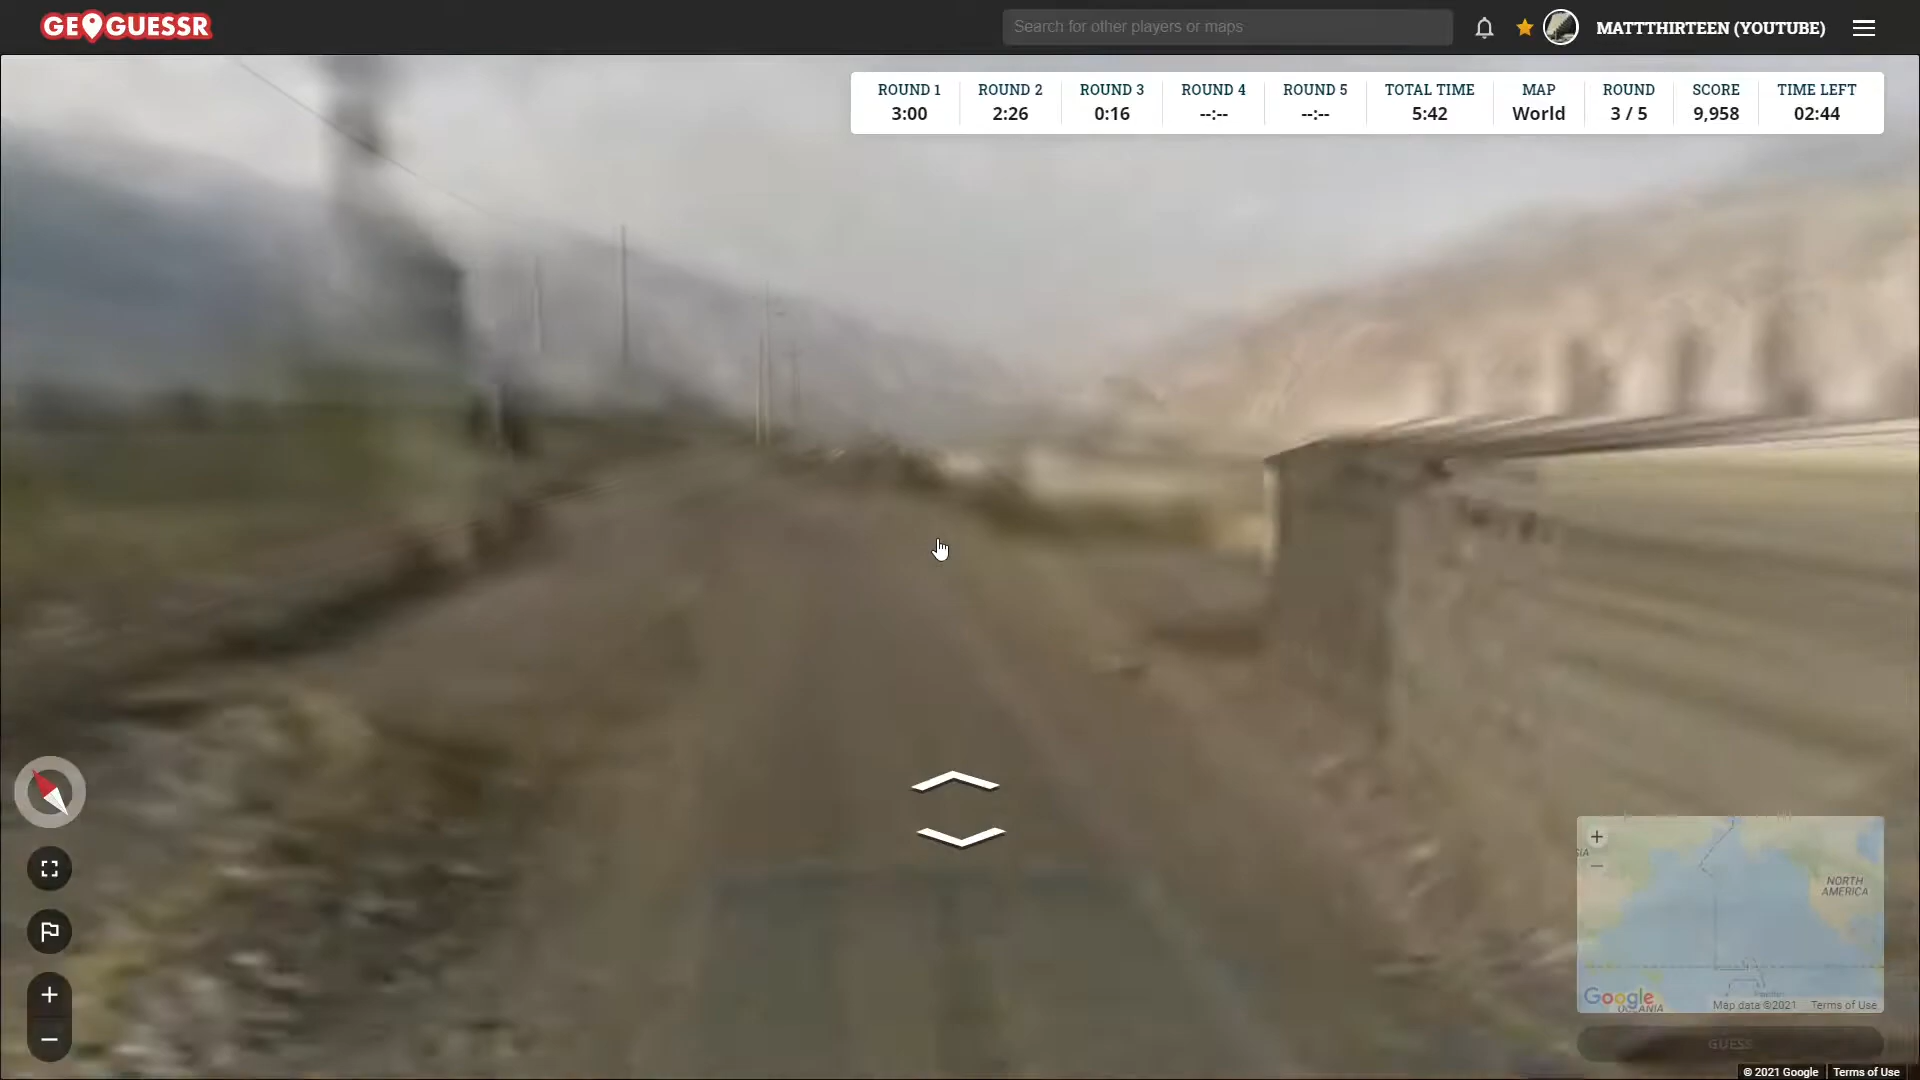 GEOGUESSR
Search for other players or maps
MATTTHIRTEEN (YOUTUBE)
ROUND 1 ROUND 2 ROUND 3 ROUND 4 ROUND 5 TOTAL TIME MAP ROUND SCORE TIME LEFT
3:00 2:26 0:16 --:-- --:-- 5:42 World 3 / 5 9,958 02:44
NORTH
AMERICA
Google
Map data ©2021 Terms of Use
GUESS
© 2021 Google Terms of Use